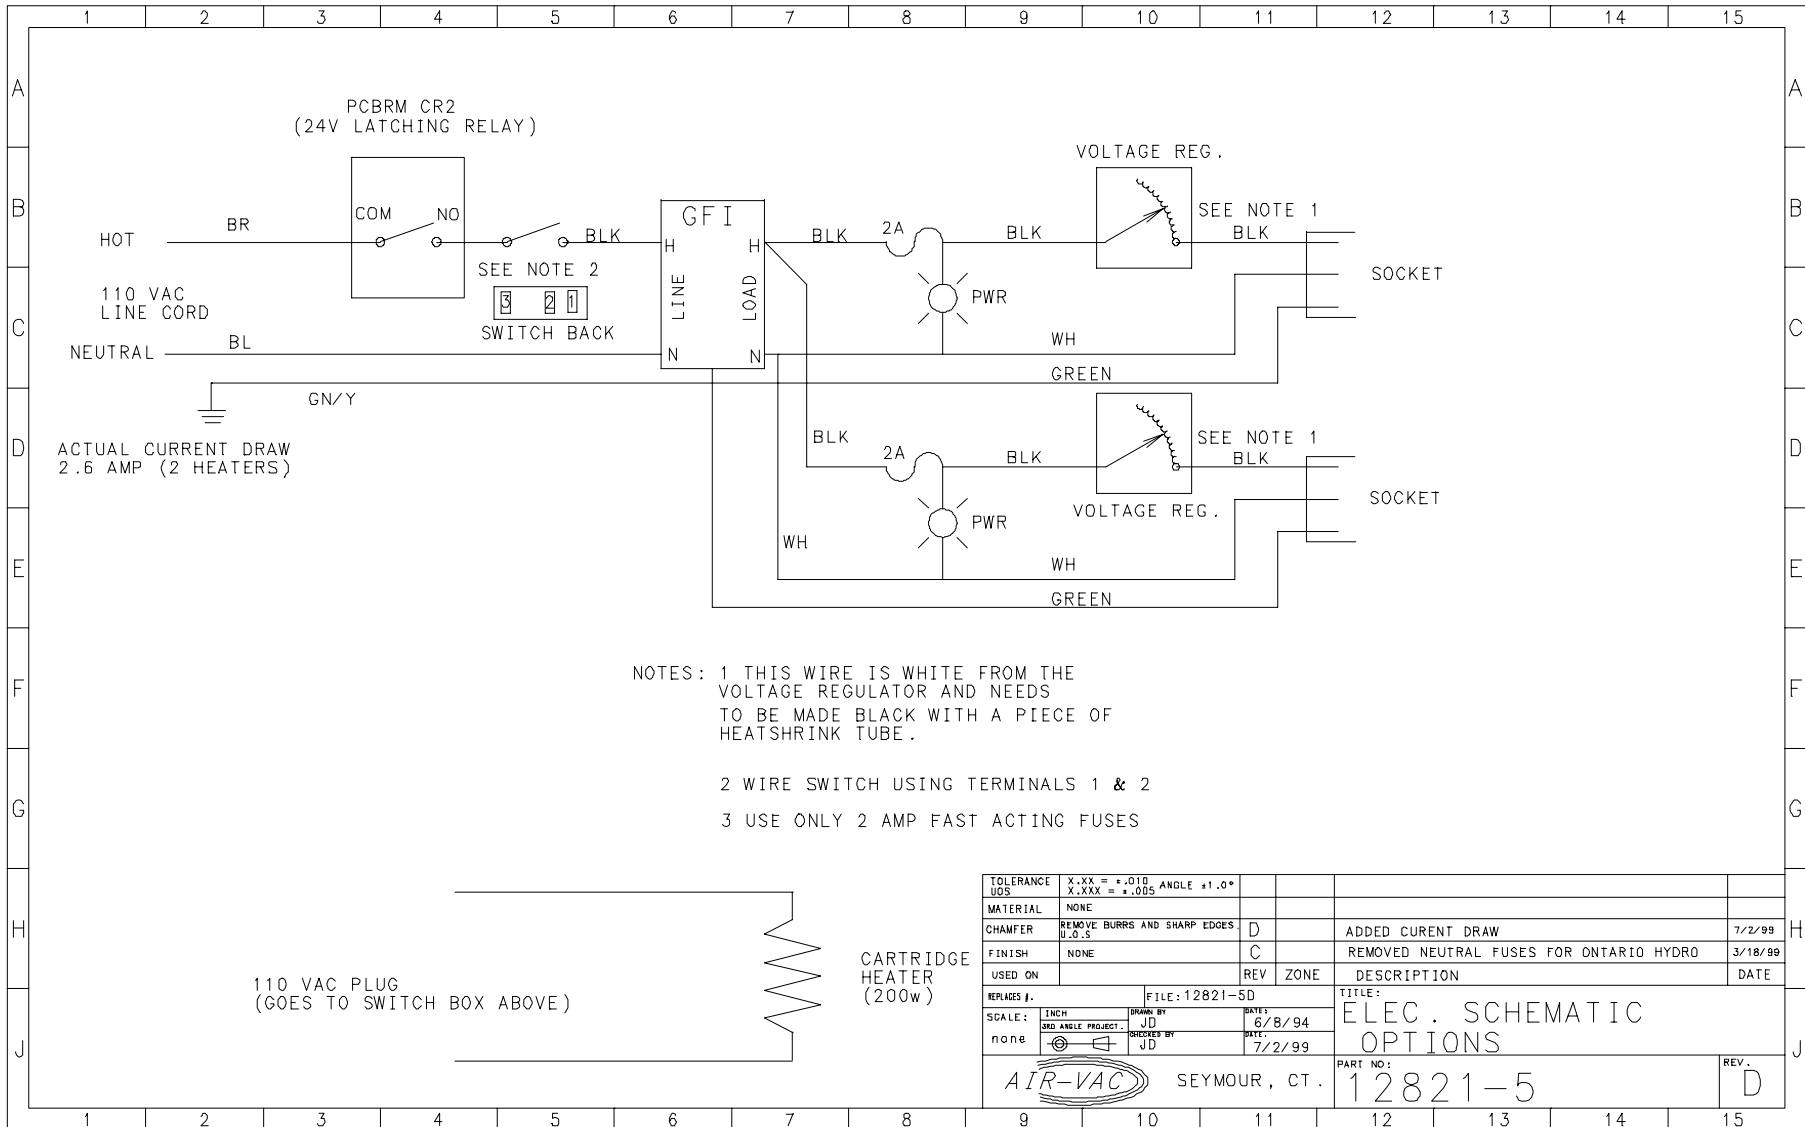 1 2 3 4 5 6 7 8 9 10 11 12 13 14 15
A A
PCBRM CR2
(24V LATCHING RELAY)
VOLTAGE REG.
B B
COM NO
GFI
SEE NOTE 1
HOT
BR
BLK
H H
BLK
2A
BLK
BLK
SEE NOTE 2
SOCKET
3 2 1
LINE
LOAD
PWR
110 VAC
LINE CORD
C C
SWITCH BACK
NEUTRAL
BL
N N
WH
GREEN
GN/Y
D D
ACTUAL CURRENT DRAW
2.6 AMP (2 HEATERS)
BLK
2A
BLK
SEE NOTE 1
BLK
SOCKET
VOLTAGE REG.
PWR
WH
E E
WH
GREEN
F F
NOTES: 1 THIS WIRE IS WHITE FROM THE
VOLTAGE REGULATOR AND NEEDS
TO BE MADE BLACK WITH A PIECE OF
HEATSHRINK TUBE.
2 WIRE SWITCH USING TERMINALS 1 & 2
G G
3 USE ONLY 2 AMP FAST ACTING FUSES
H H
110 VAC PLUG
(GOES TO SWITCH BOX ABOVE)
CARTRIDGE
HEATER
(200w)
J J
TOLERANCE
UOS
X.XX = ±.010
X.XXX = ±.005 ANGLE ±1.0°
MATERIAL NONE
CHAMFER REMOVE BURRS AND SHARP EDGES.
U.O.S
D ADDED CURENT DRAW 7/2/99
FINISH NONE C REMOVED NEUTRAL FUSES FOR ONTARIO HYDRO 3/18/99
USED ON REV ZONE DESCRIPTION DATE
REPLACES #. FILE: 12821-5D
TITLE:
ELEC. SCHEMATIC
OPTIONS
SCALE:
none
INCH
3RD ANGLE PROJECT.
DRAWN BY
JD
DATE:
6/8/94
CHECKED BY
JD
DATE:
7/2/99
AIR-VAC SEYMOUR, CT.
PART NO:
12821-5
REV.
D
1 2 3 4 5 6 7 8 9 10 11 12 13 14 15